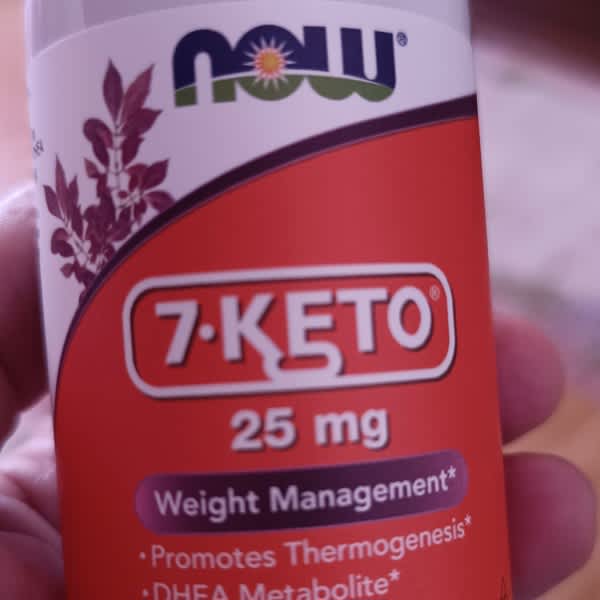 NOW®
7·KETO®
25 mg
Weight Management*
·Promotes Thermogenesis*
·DHEA Metabolite*